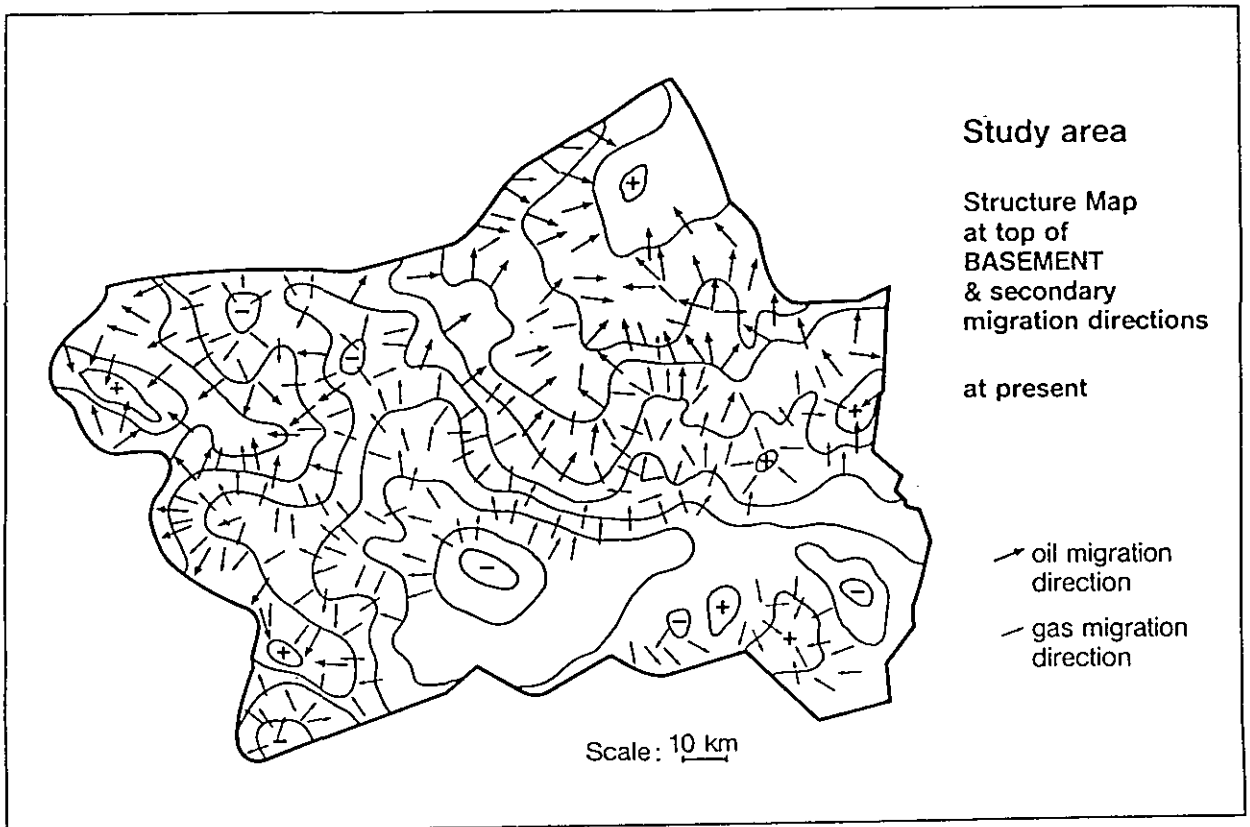 Study area
Structure Map
at top of
BASEMENT
& secondary
migration directions
at present
oil migration
direction
gas migration
direction
Scale: 10 km